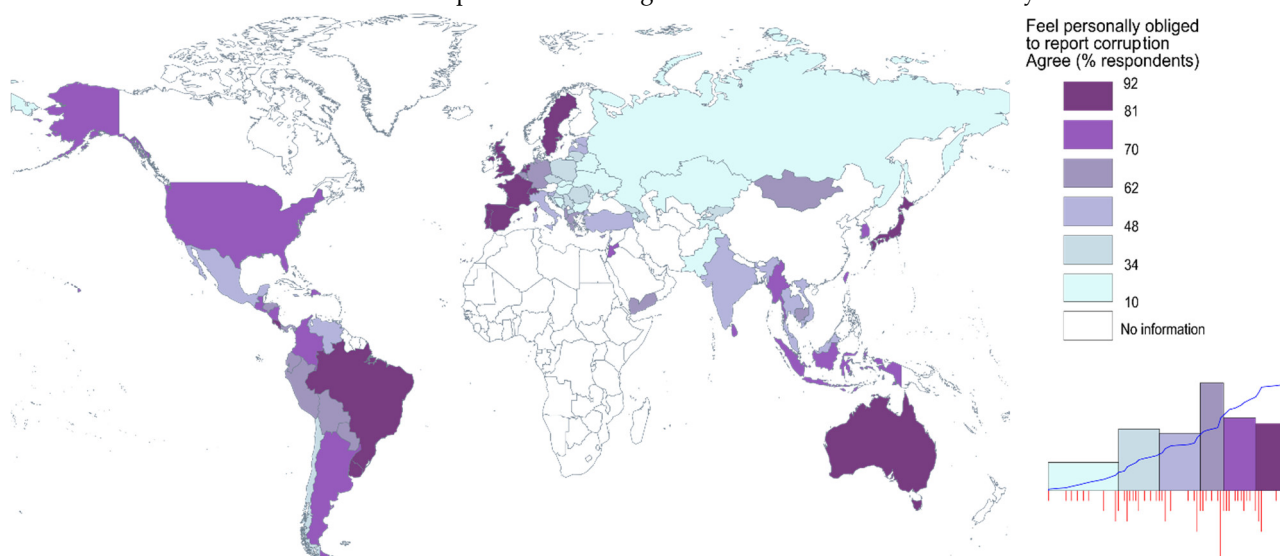 Feel personally obliged
to report corruption
Agree (% respondents)
92
81
70
62
48
34
10
No information